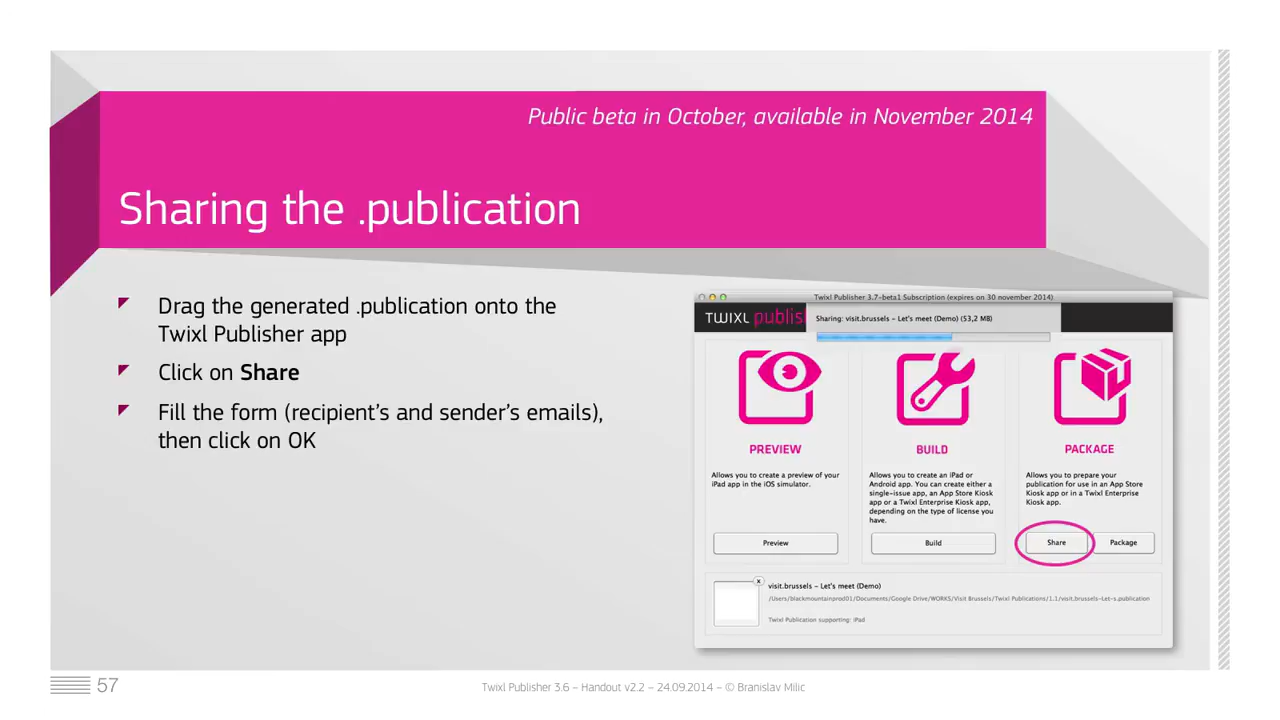 Public beta in October, available in November 2014
Sharing the .publication
Drag the generated .publication onto the
Twixl Publisher app
Click on Share
Fill the form (recipient's and sender's emails),
then click on OK
Twixl Publisher 3.7-beta1 Subscription (expires on 30 november 2014)
TWIXL publish
Sharing: visit.brussels - Let's meet (Demo) (53,2 MB)
PREVIEW
Allows you to create a preview of your
iPad app in the iOS simulator.
Preview
BUILD
Allows you to create an iPad or
Android app. You can create either a
single-issue app, an App Store Kiosk
app or a Twixl Enterprise Kiosk app,
depending on the type of license you
have.
Build
PACKAGE
Allows you to prepare your
publication for use in an App Store
Kiosk app or in a Twixl Enterprise
Kiosk app.
Share
Package
x
visit.brussels - Let's meet (Demo)
/Users/blackmountainprod01/Documents/Google Drive/WORKS/Visit Brussels/Twixl Publications/1.1/visit.brussels-Let-s.publication
Twixl Publication supporting: iPad
57
Twixl Publisher 3.6 – Handout v2.2 – 24.09.2014 – © Branislav Milic